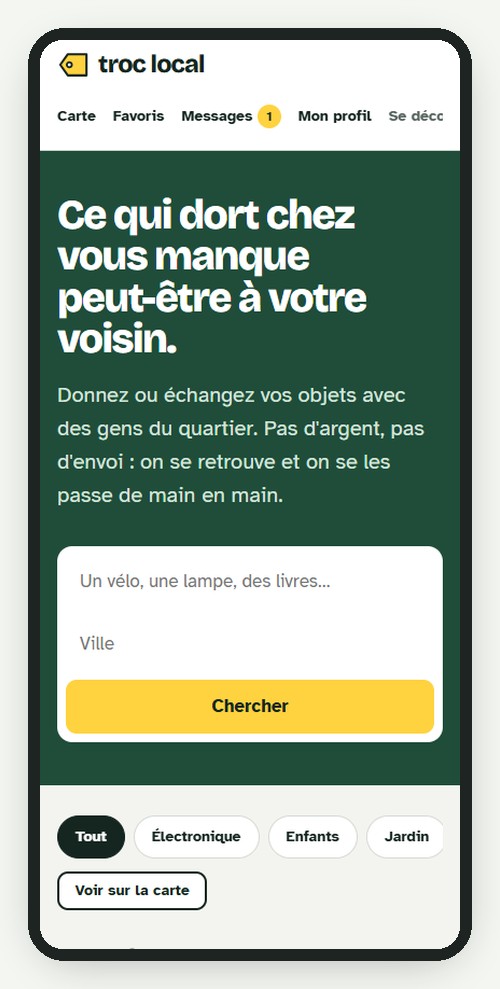 troc local
Carte Favoris Messages 1 Mon profil Se déco
Ce qui dort chez
vous manque
peut-être à votre
voisin.
Donnez ou échangez vos objets avec
des gens du quartier. Pas d'argent, pas
d'envoi : on se retrouve et on se les
passe de main en main.
Un vélo, une lampe, des livres...
Ville
Chercher
Tout Électronique Enfants Jardin
Voir sur la carte